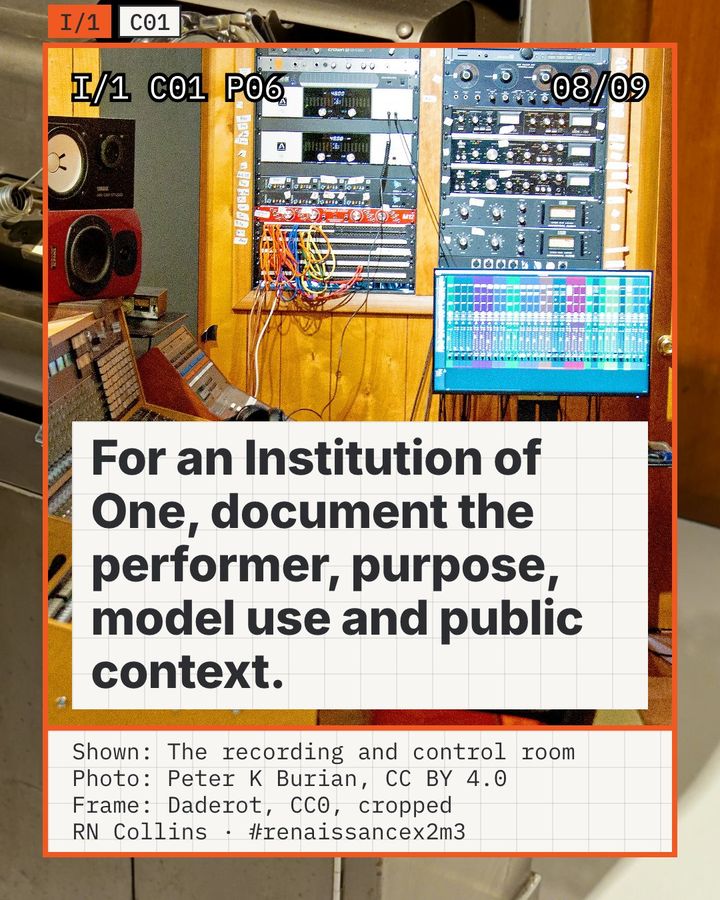 I/1 C01
I/1 C01 P06 08/09
For an Institution of
One, document the
performer, purpose,
model use and public
context.
Shown: The recording and control room
Photo: Peter K Burian, CC BY 4.0
Frame: Daderot, CC0, cropped
RN Collins · #renaissancex2m3